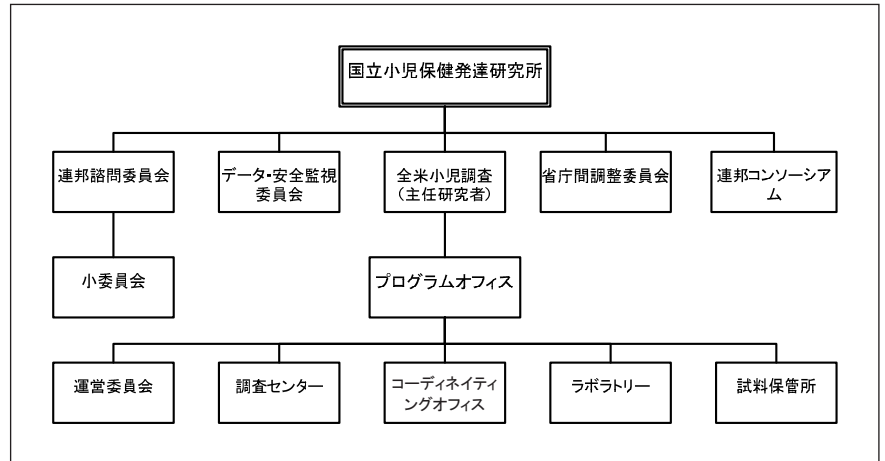 国立小児保健発達研究所
連邦諮問委員会
データ・安全監視
委員会
全米小児調査
(主任研究者)
省庁間調整委員会
連邦コンソーシア
ム
小委員会
プログラムオフィス
運営委員会
調査センター
コーディネイティ
ングオフィス
ラボラトリー
試料保管所